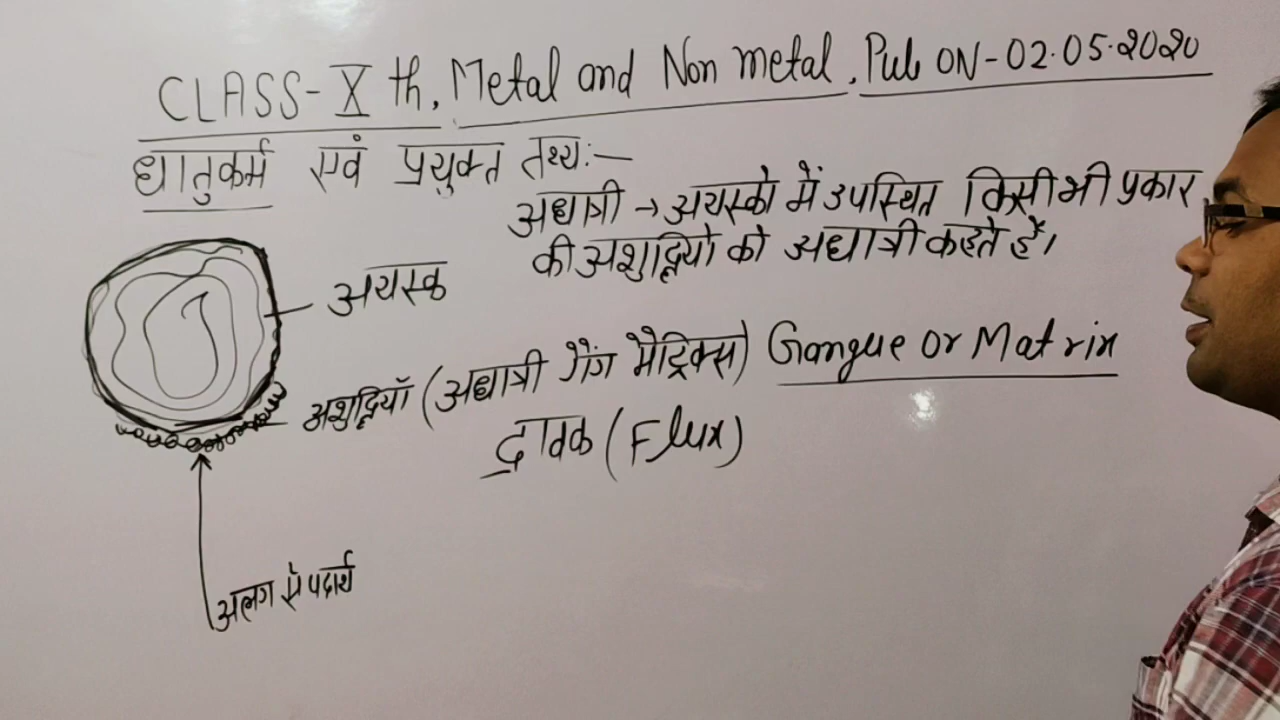 CLASS-X th, Metal and Non metal, Pub ON-02.05.2020
धातुकर्म एवं प्रयुक्त तथ्य:—
अधात्री → अयस्को में उपस्थित किसी भी प्रकार
की अशुद्धियो को अधात्री कहते हैं।
अयस्क
अशुद्धियाँ (अधात्री गैंग मैट्रिक्स) Gangue or Matrix
द्रावक (Flux)
अलग से पदार्थ